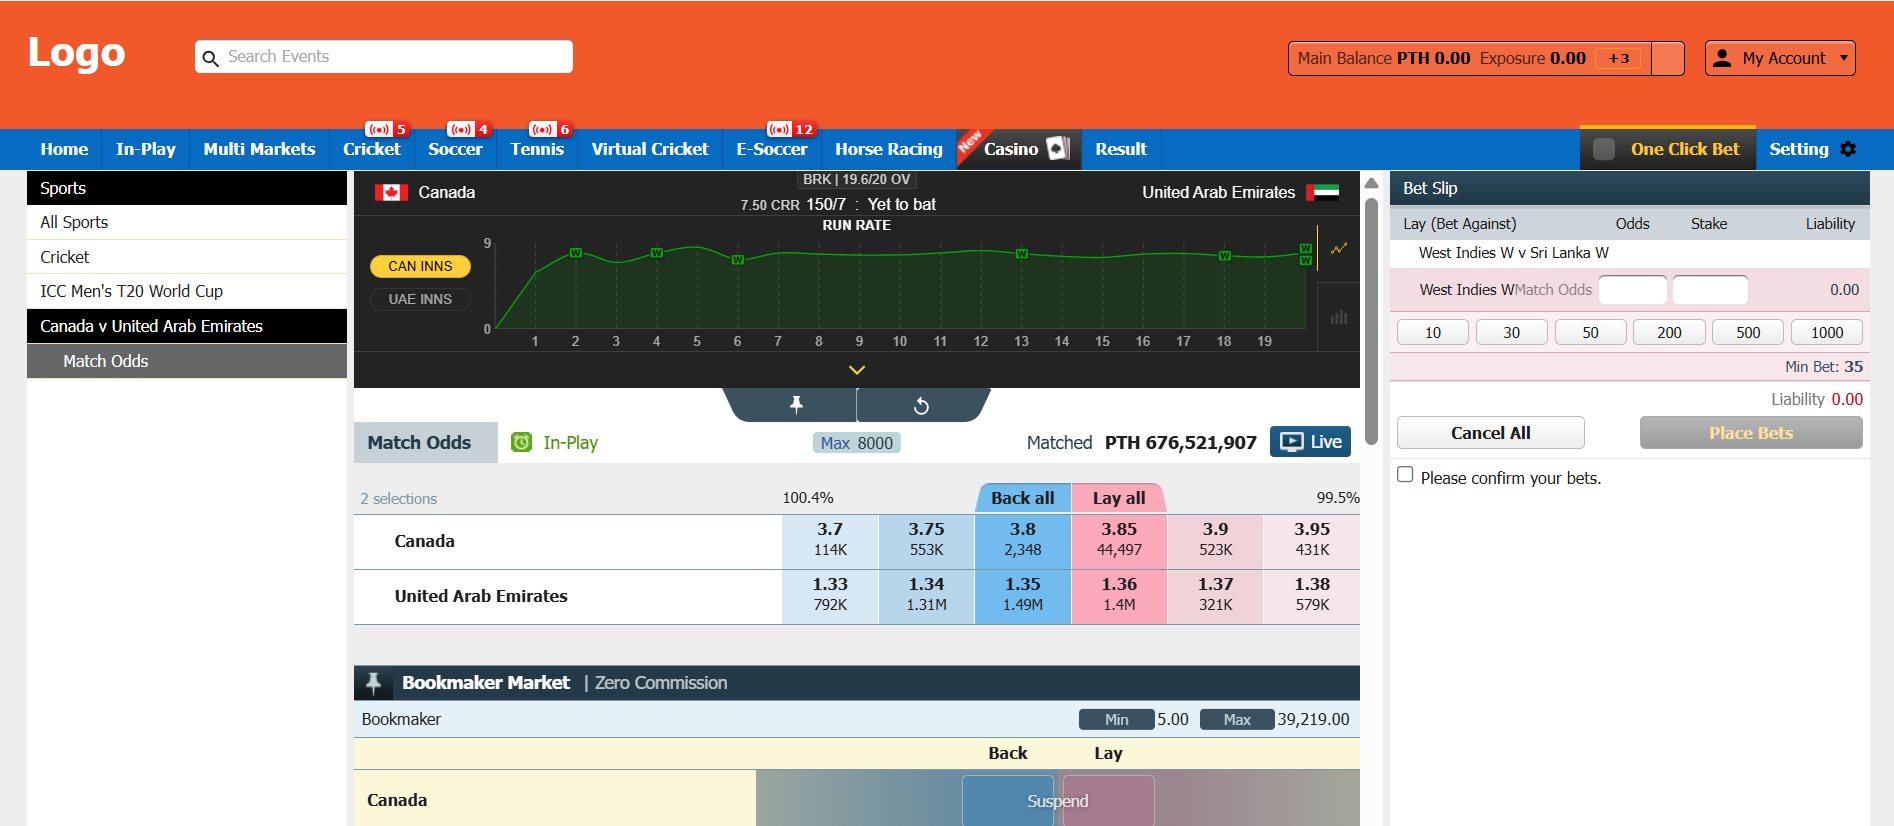 Logo
Search Events
Main Balance PTH 0.00 Exposure 0.00 +3
My Account
5 4 6 12
Home In-Play Multi Markets Cricket Soccer Tennis Virtual Cricket E-Soccer Horse Racing New Casino Result One Click Bet Setting
Sports
All Sports
Cricket
ICC Men's T20 World Cup
Canada v United Arab Emirates
Match Odds
BRK | 19.6/20 OV
Canada
United Arab Emirates
7.50 CRR 150/7 : Yet to bat
RUN RATE
9
CAN INNS
UAE INNS
W W W W W W W
0
1 2 3 4 5 6 7 8 9 10 11 12 13 14 15 16 17 18 19
Match Odds In-Play Max 8000 Matched PTH 676,521,907 Live
2 selections 100.4% Back all Lay all 99.5%
3.7 3.75 3.8 3.85 3.9 3.95
Canada
114K 553K 2,348 44,497 523K 431K
1.33 1.34 1.35 1.36 1.37 1.38
United Arab Emirates
792K 1.31M 1.49M 1.4M 321K 579K
Bookmaker Market | Zero Commission
Bookmaker Min 5.00 Max 39,219.00
Back Lay
Canada Suspend
Bet Slip
Lay (Bet Against) Odds Stake Liability
West Indies W v Sri Lanka W
West Indies W Match Odds 0.00
10 30 50 200 500 1000
Min Bet: 35
Liability 0.00
Cancel All Place Bets
Please confirm your bets.